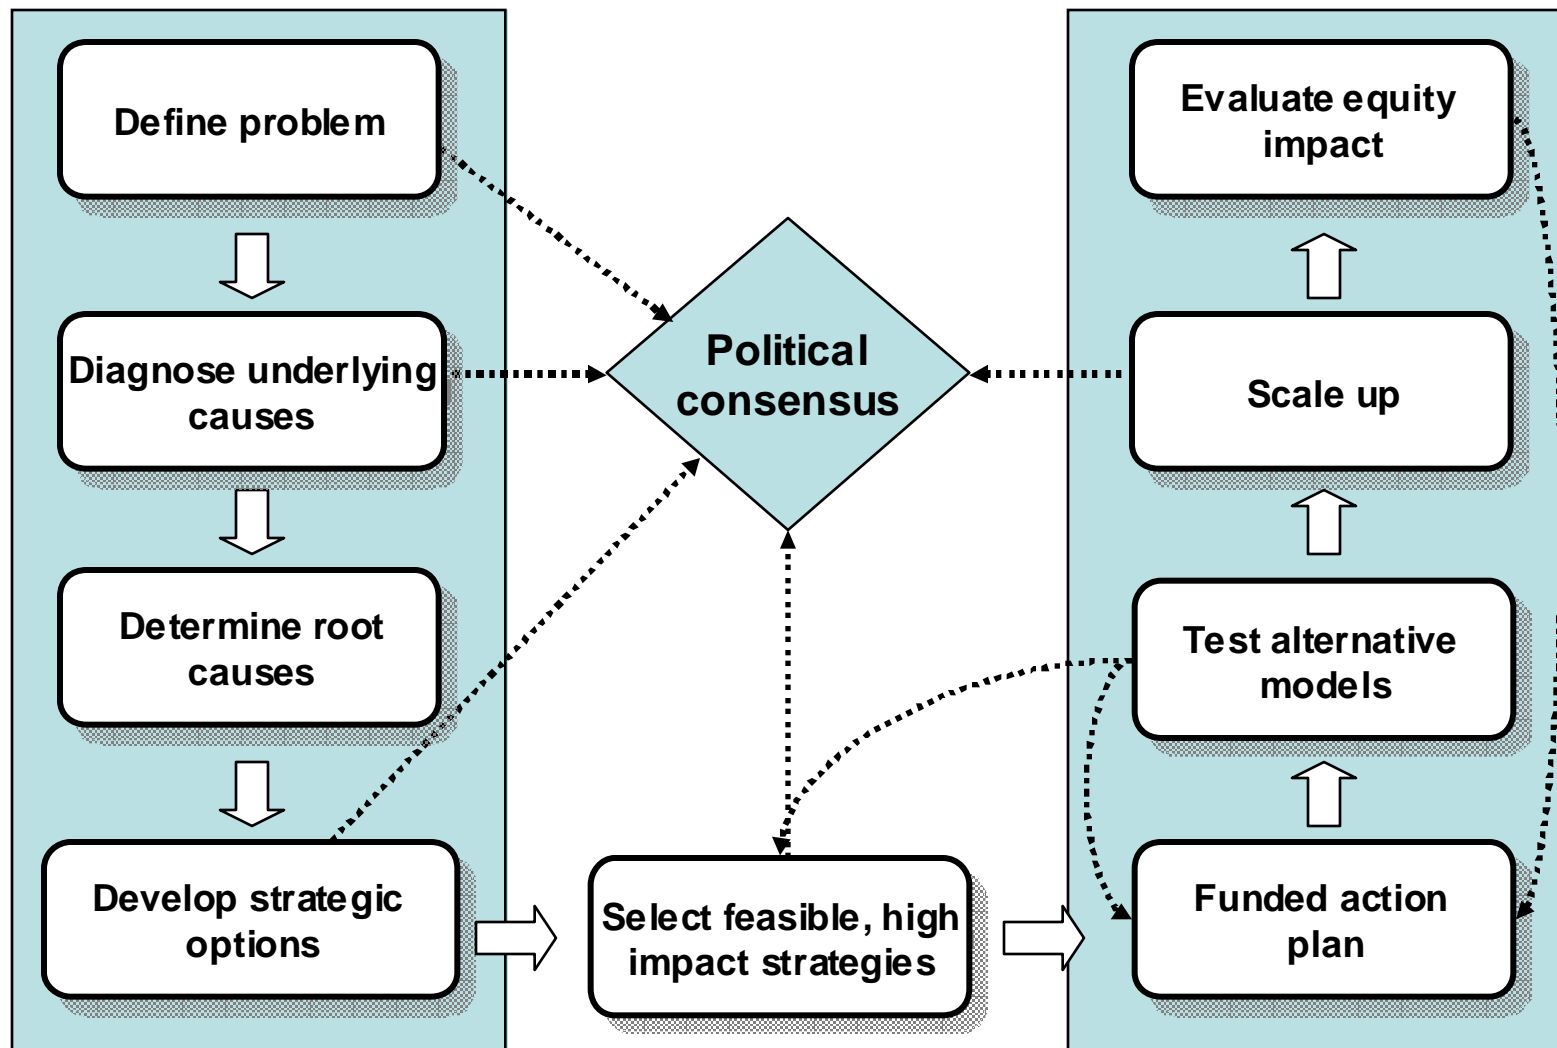 Define problem
Diagnose underlying
causes
Determine root
causes
Develop strategic
options
Political
consensus
Select feasible, high
impact strategies
Evaluate equity
impact
Scale up
Test alternative
models
Funded action
plan